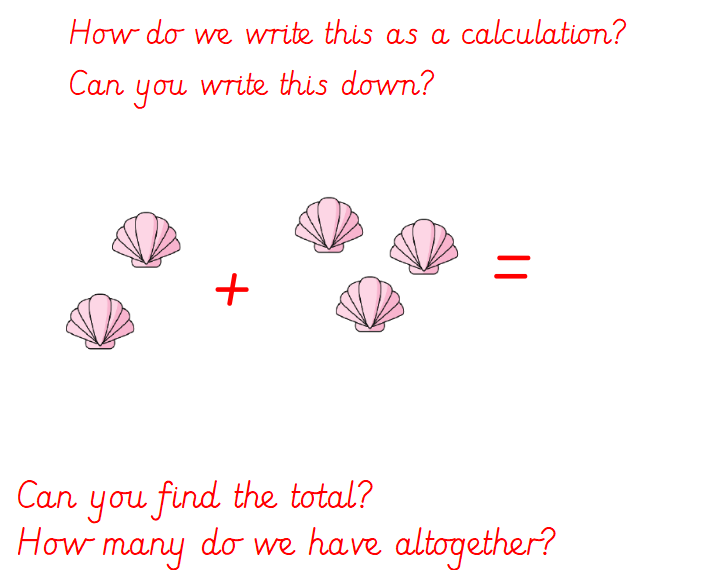 How do we write this as a calculation?
Can you write this down?
+ =
Can you find the total?
How many do we have altogether?